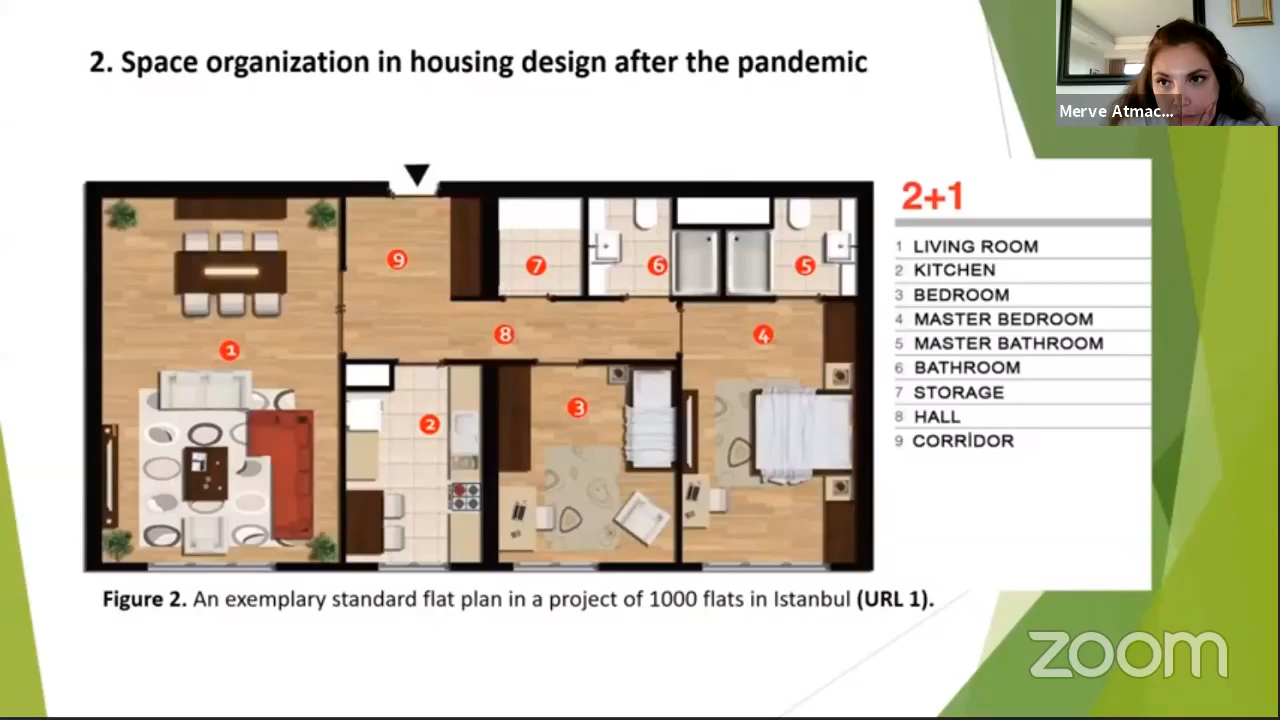 2. Space organization in housing design after the pandemic
Merve Atmac...
2+1
1 LIVING ROOM
2 KITCHEN
3 BEDROOM
4 MASTER BEDROOM
5 MASTER BATHROOM
6 BATHROOM
7 STORAGE
8 HALL
9 CORRİDOR
9
7
6
5
8
4
1
3
2
Figure 2. An exemplary standard flat plan in a project of 1000 flats in Istanbul (URL 1).
zoom